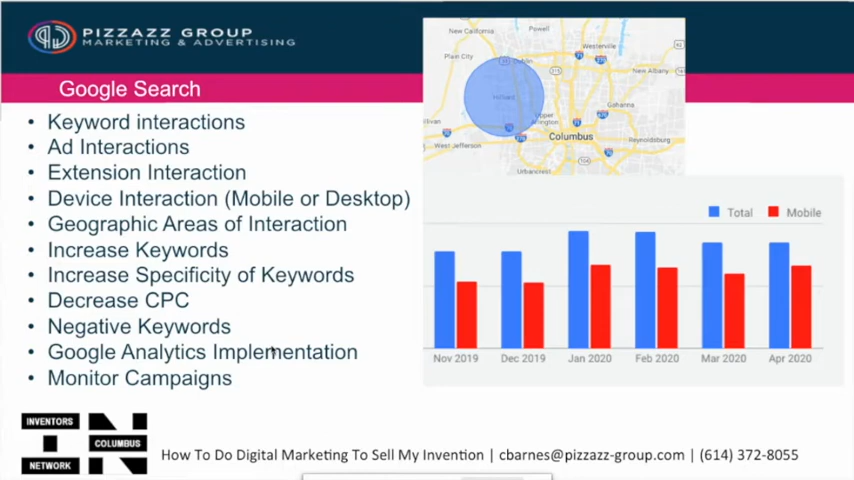 PIZZAZZ GROUP
MARKETING & ADVERTISING
Google Search
• Keyword interactions
• Ad Interactions
• Extension Interaction
• Device Interaction (Mobile or Desktop)
• Geographic Areas of Interaction
• Increase Keywords
• Increase Specificity of Keywords
• Decrease CPC
• Negative Keywords
• Google Analytics Implementation
• Monitor Campaigns
New California
Powell
Westerville
Plain City
Dublin
New Albany
Hilliard
Gahanna
Upper
Arlington
Columbus
Reynoldsburg
West Jefferson
Urbancrest
Total
Mobile
Nov 2019
Dec 2019
Jan 2020
Feb 2020
Mar 2020
Apr 2020
INVENTORS
COLUMBUS
NETWORK
How To Do Digital Marketing To Sell My Invention | cbarnes@pizzazz-group.com | (614) 372-8055